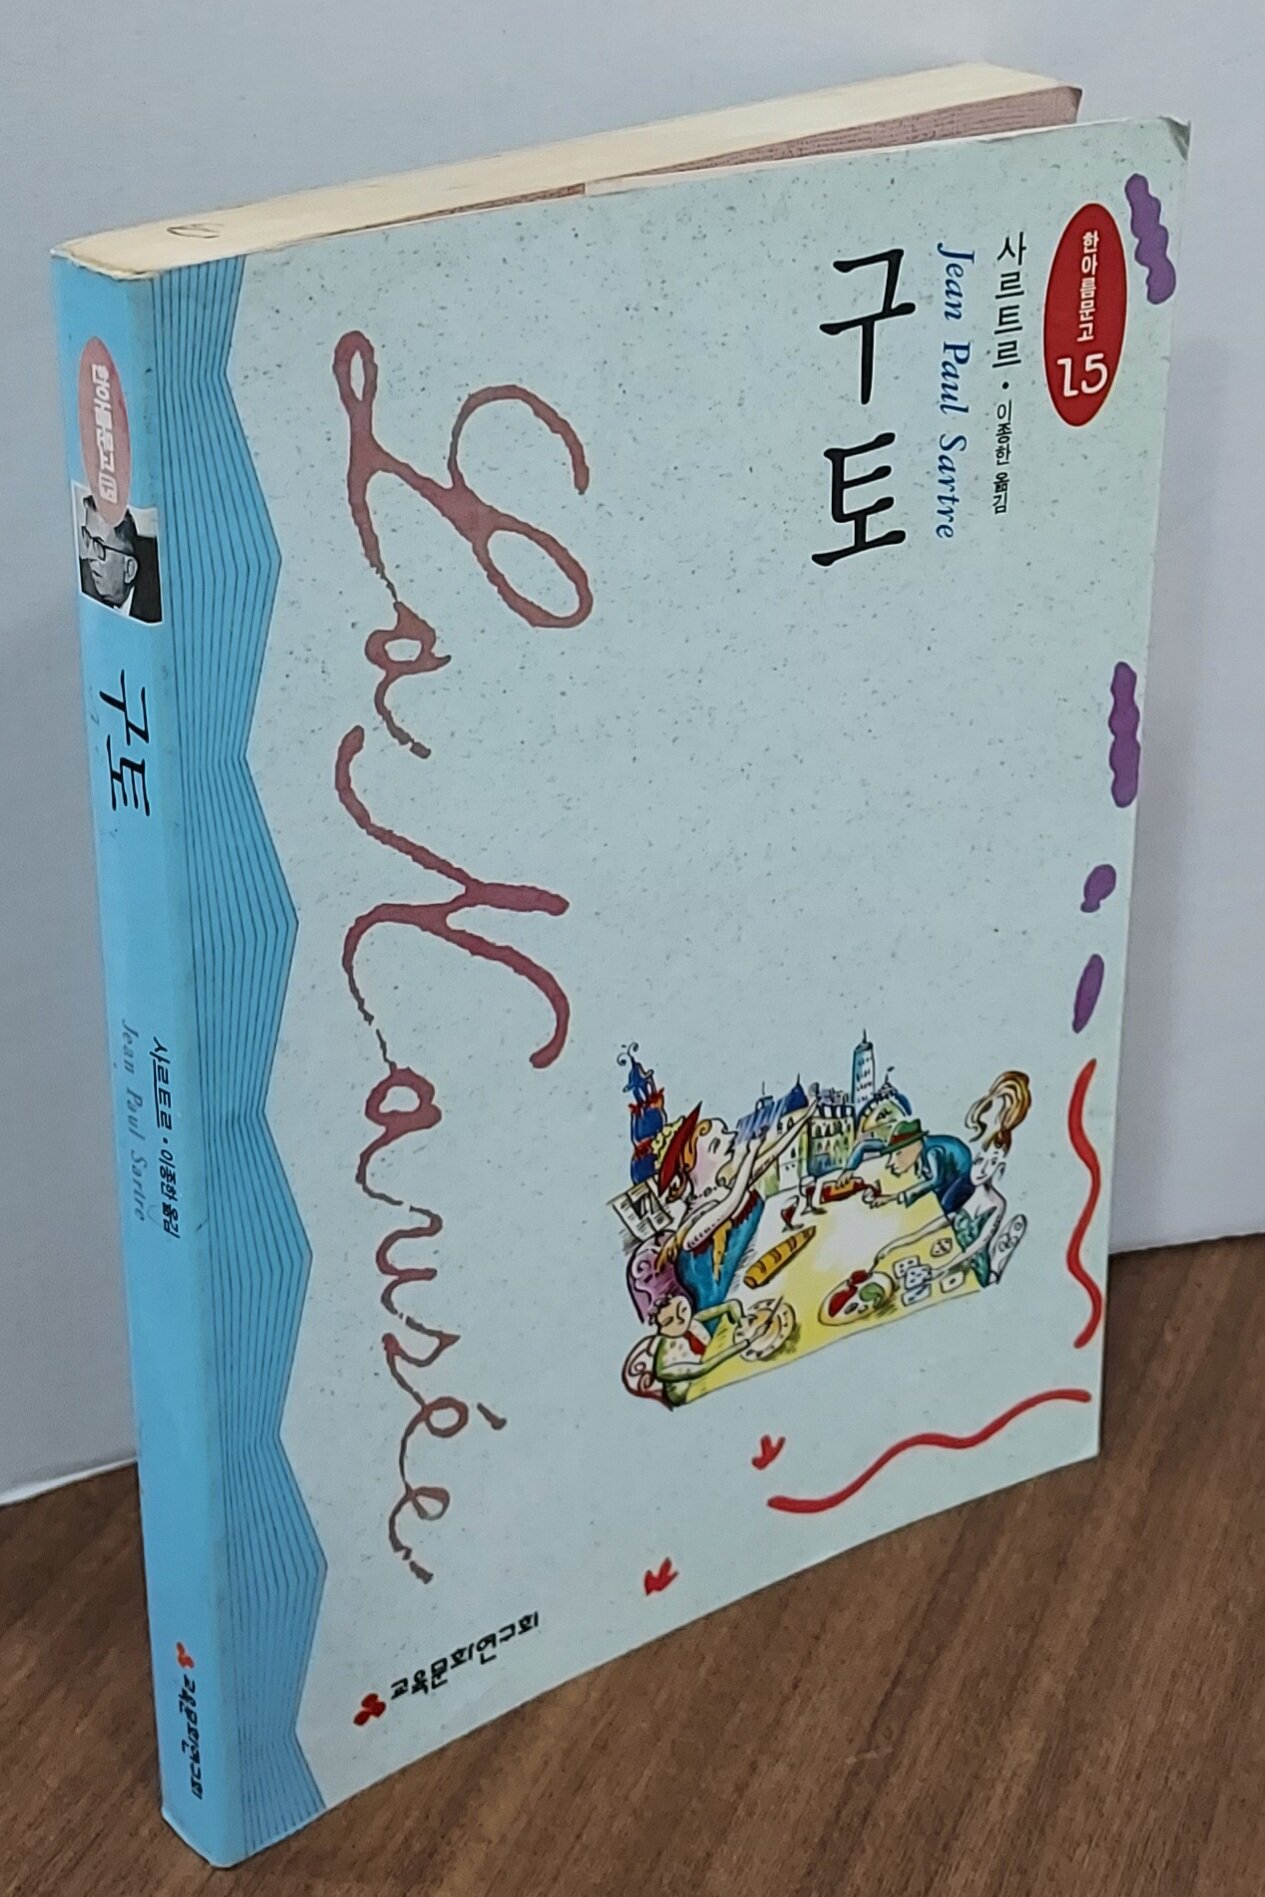 한아름문고
15
사르트르 · 이종한 옮김
Jean Paul Sartre
구토
La Nausée
교육문화연구회
한아름문고 15
구토
사르트르 · 이종한 옮김
Jean Paul Sartre
교육문화연구회